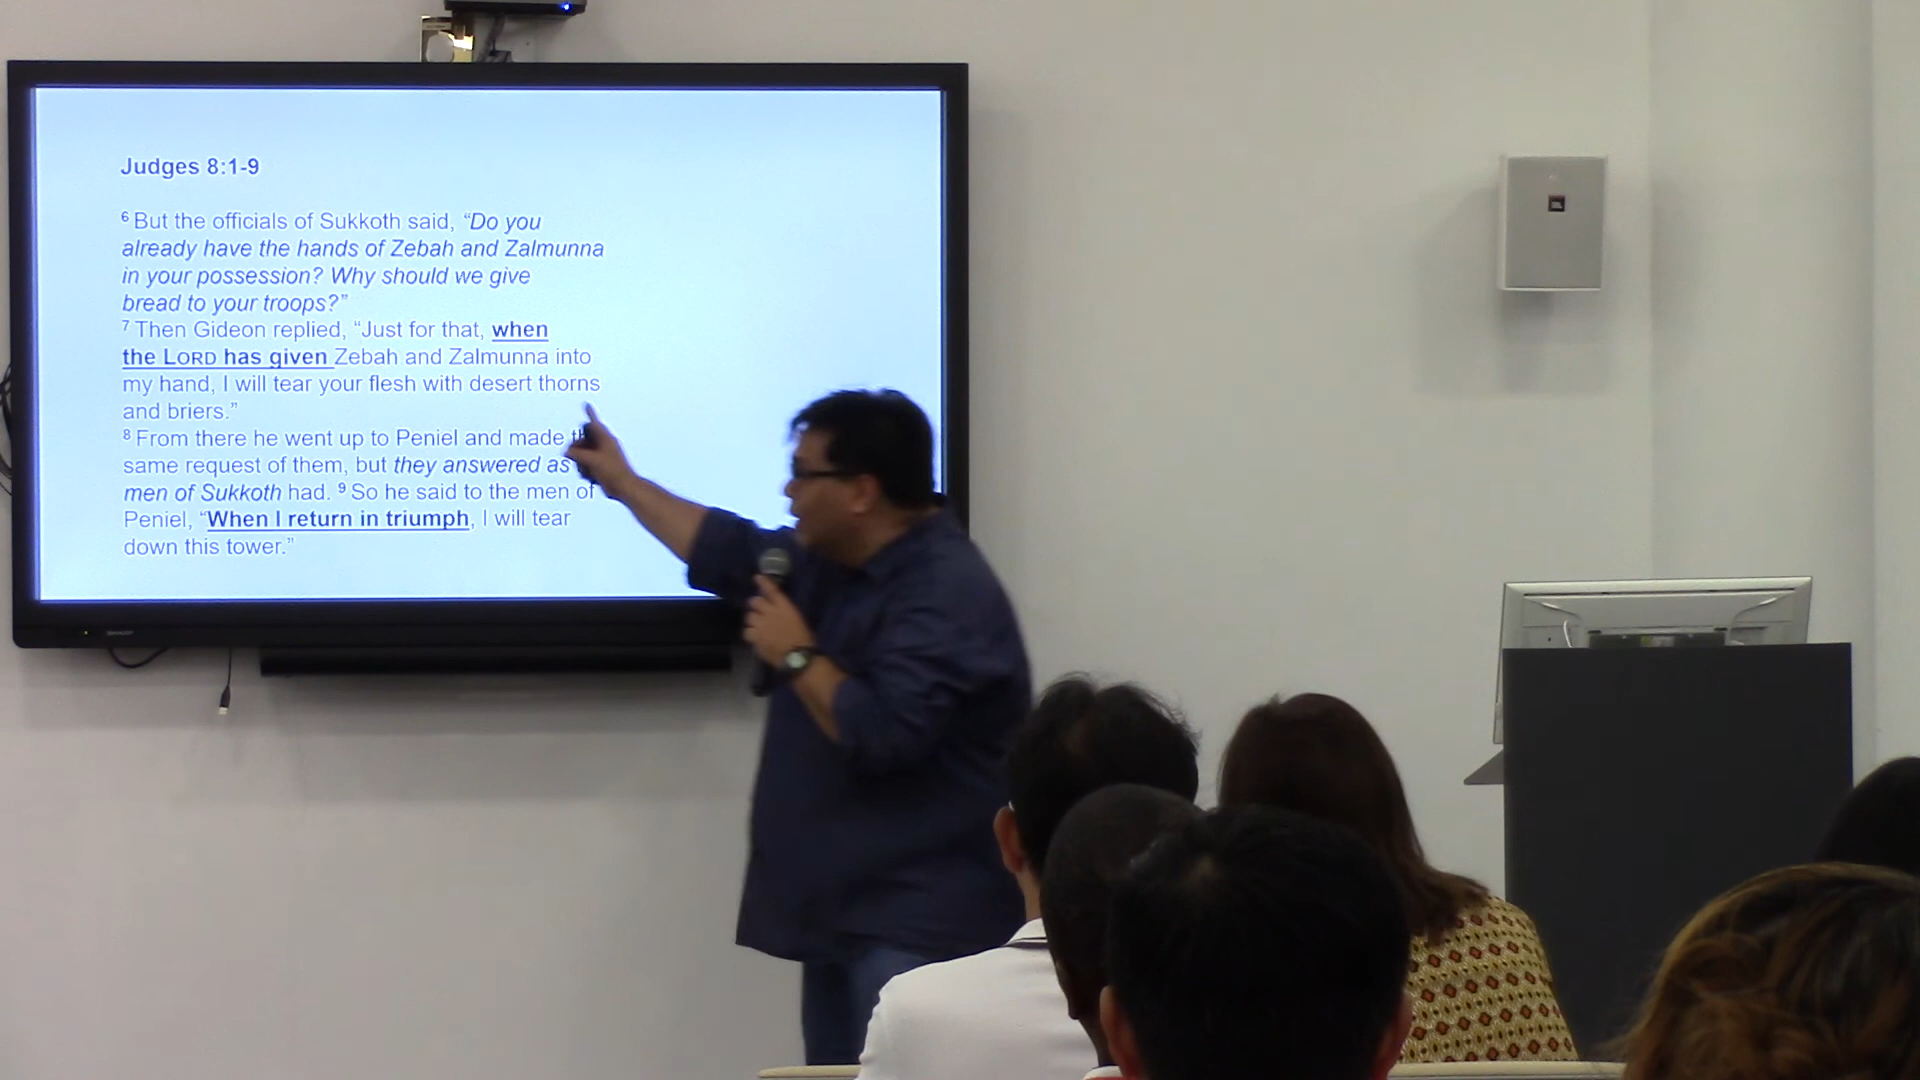 Judges 8:1-9
6 But the officials of Sukkoth said, “Do you
already have the hands of Zebah and Zalmunna
in your possession? Why should we give
bread to your troops?”
7 Then Gideon replied, “Just for that, when
the LORD has given Zebah and Zalmunna into
my hand, I will tear your flesh with desert thorns
and briers.”
8 From there he went up to Peniel and made
same request of them, but they answered as
men of Sukkoth had. 9 So he said to the men of
Peniel, “When I return in triumph, I will tear
down this tower.”
SHARP